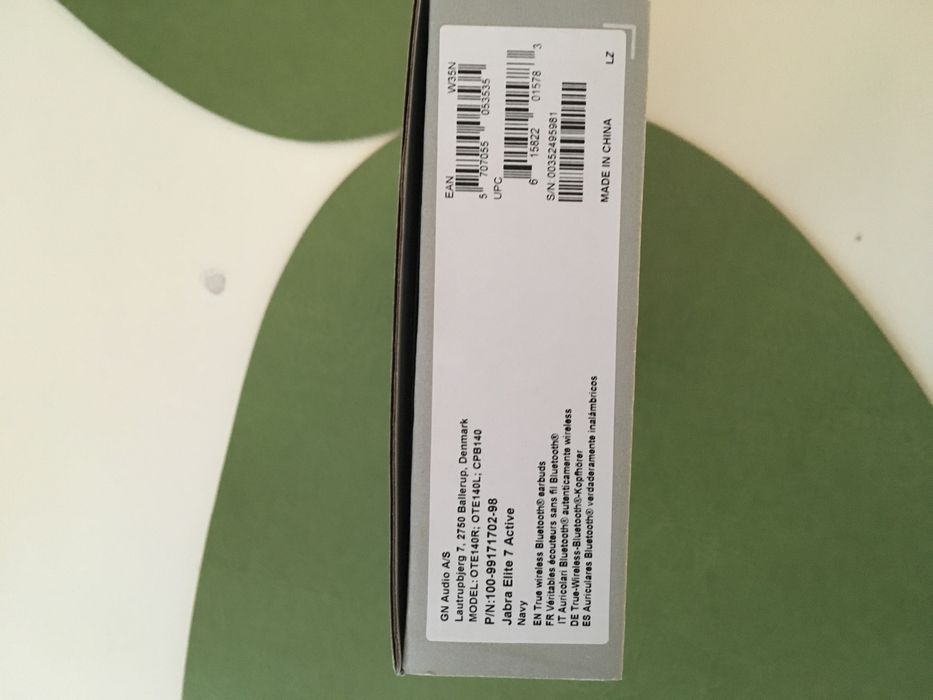 GN Audio A/S
Lautrupbjerg 7, 2750 Ballerup, Denmark
MODEL: OTE140R; OTE140L; CPB140
P/N:100-99171702-98
Jabra Elite 7 Active
Navy
EN True wireless Bluetooth® earbuds
FR Véritables écouteurs sans fil Bluetooth®
IT Auricolari Bluetooth® autenticamente wireless
DE True-Wireless-Bluetooth®-Kopfhörer
ES Auriculares Bluetooth® verdaderamente inalámbricos
EAN W35N
5 707055 053535
UPC
6 15822 01578 3
S/N: 00352495981
MADE IN CHINA LZ